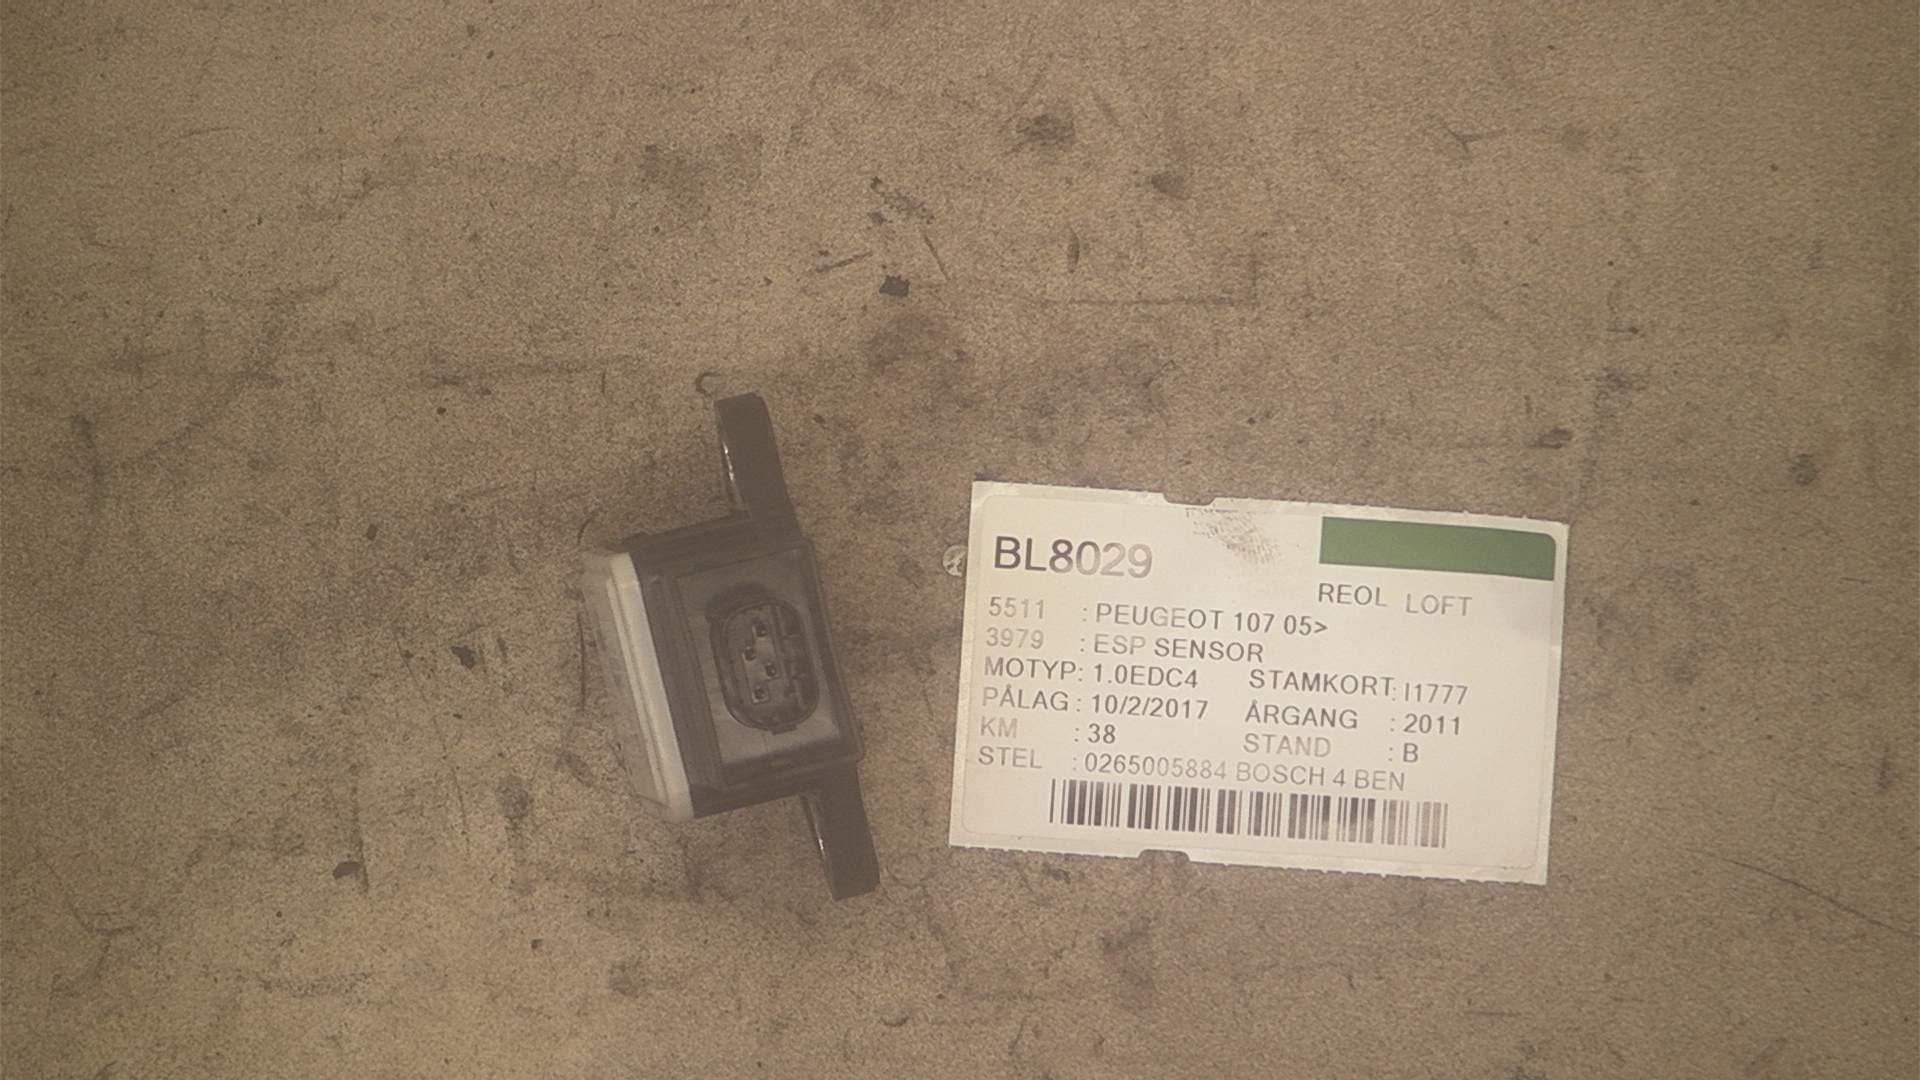 BL8029
REOL LOFT
5511 : PEUGEOT 107 05>
3979 : ESP SENSOR
MOTYP: 1.0EDC4 STAMKORT: I1777
PÅLAG: 10/2/2017 ÅRGANG : 2011
KM : 38 STAND : B
STEL : 0265005884 BOSCH 4 BEN